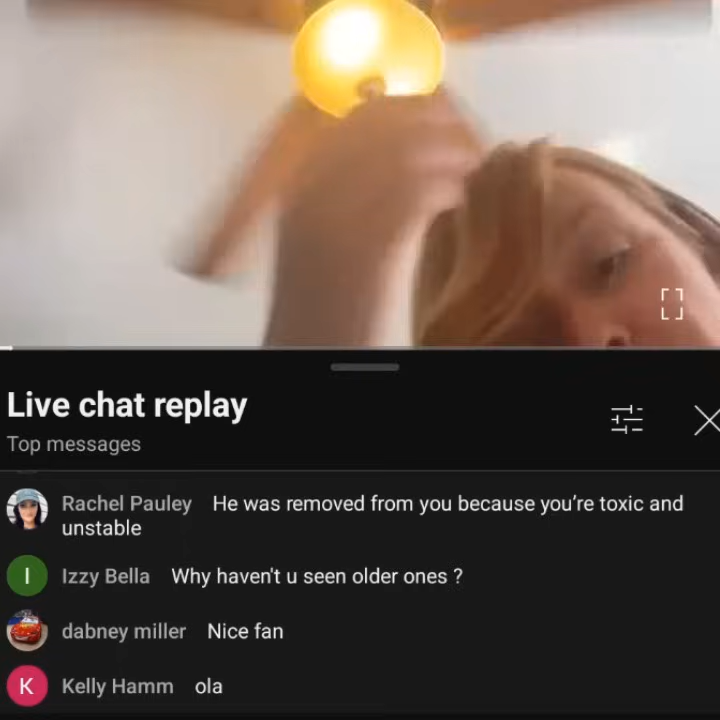 Live chat replay
Top messages
Rachel Pauley He was removed from you because you’re toxic and
unstable
I Izzy Bella Why haven't u seen older ones ?
dabney miller Nice fan
K Kelly Hamm ola